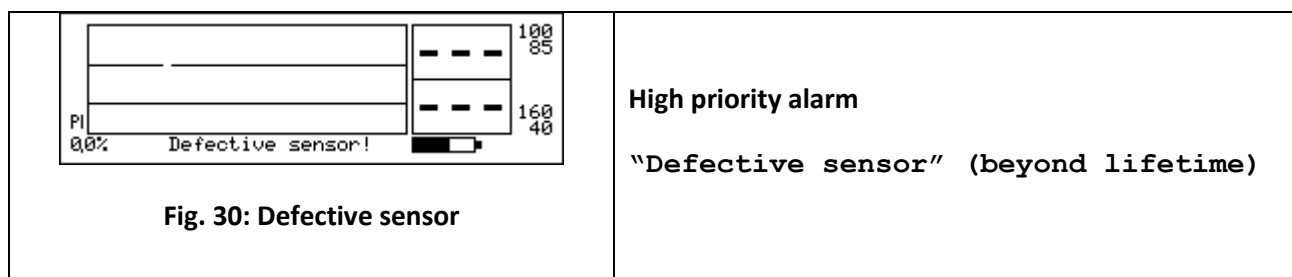 100
85
– – –
– – –
160
40
PI
0,0% Defective sensor!
Fig. 30: Defective sensor
High priority alarm
“Defective sensor” (beyond lifetime)